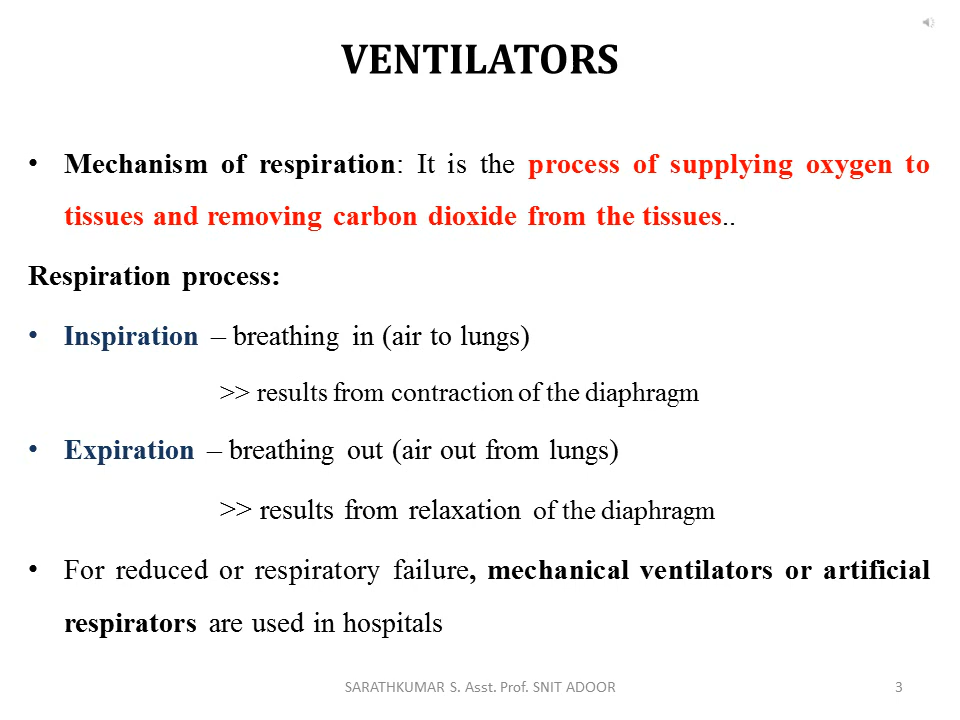 VENTILATORS
• Mechanism of respiration: It is the process of supplying oxygen to
tissues and removing carbon dioxide from the tissues..
Respiration process:
• Inspiration – breathing in (air to lungs)
>> results from contraction of the diaphragm
• Expiration – breathing out (air out from lungs)
>> results from relaxation of the diaphragm
• For reduced or respiratory failure, mechanical ventilators or artificial
respirators are used in hospitals
SARATHKUMAR S. Asst. Prof. SNIT ADOOR 3